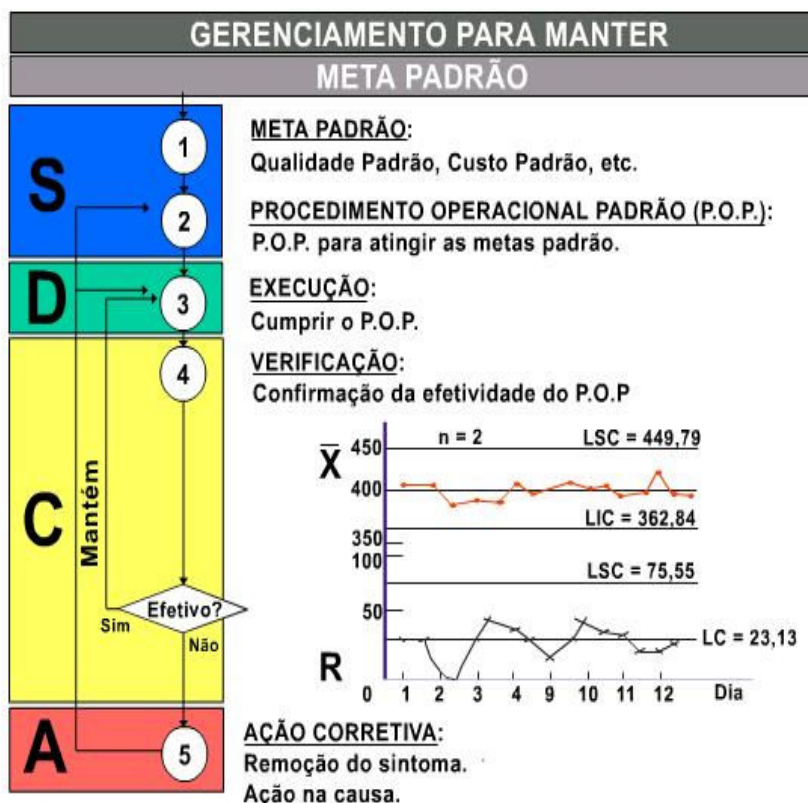 GERENCIAMENTO PARA MANTER
META PADRÃO
S
1
2
META PADRÃO:
Qualidade Padrão, Custo Padrão, etc.
PROCEDIMENTO OPERACIONAL PADRÃO (P.O.P.):
P.O.P. para atingir as metas padrão.
D
3
EXECUÇÃO:
Cumprir o P.O.P.
C
4
VERIFICAÇÃO:
Confirmação da efetividade do P.O.P
Mantém
Efetivo?
Sim
Não
X
450
n = 2
LSC = 449,79
400
LIC = 362,84
350
100
LSC = 75,55
50
LC = 23,13
R
0 1 2 3 4 9 10 11 12 Dia
A
5
AÇÃO CORRETIVA:
Remoção do sintoma.
Ação na causa.